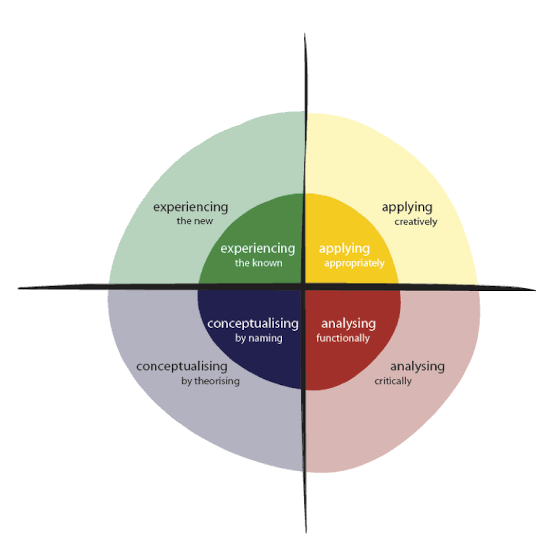 experiencing
the new
applying
creatively
experiencing
the known
applying
appropriately
conceptualising
by naming
analysing
functionally
conceptualising
by theorising
analysing
critically